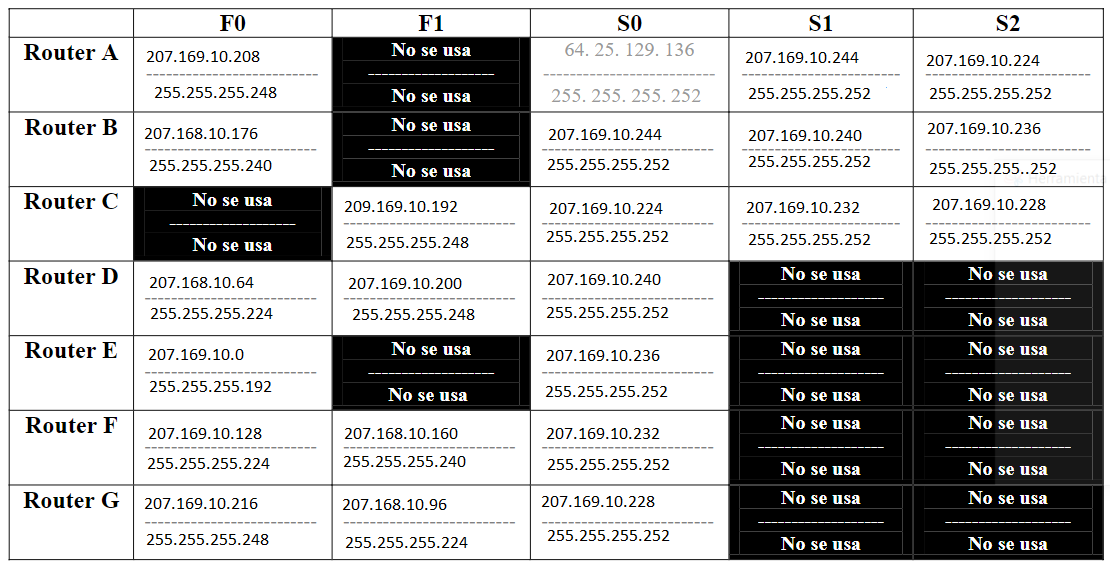 F0 F1 S0 S1 S2
Router A 207.169.10.208 No se usa 64. 25. 129. 136 207.169.10.244 207.169.10.224
255.255.255.248 No se usa 255. 255. 255. 252 255.255.255.252 255.255.255.252
Router B 207.168.10.176 No se usa 207.169.10.244 207.169.10.240 207.169.10.236
255.255.255.240 No se usa 255.255.255.252 255.255.255.252 255.255.255..252
Router C No se usa 209.169.10.192 207.169.10.224 207.169.10.232 207.169.10.228
No se usa 255.255.255.248 255.255.255.252 255.255.255.252 255.255.255.252
Router D 207.168.10.64 207.169.10.200 207.169.10.240 No se usa No se usa
255.255.255.224 255.255.255.248 255.255.255.252 No se usa No se usa
Router E 207.169.10.0 No se usa 207.169.10.236 No se usa No se usa
255.255.255.192 No se usa 255.255.255.252 No se usa No se usa
Router F 207.169.10.128 207.168.10.160 207.169.10.232 No se usa No se usa
255.255.255.224 255.255.255.240 255.255.255.252 No se usa No se usa
Router G 207.169.10.216 207.168.10.96 207.169.10.228 No se usa No se usa
255.255.255.248 255.255.255.224 255.255.255.252 No se usa No se usa